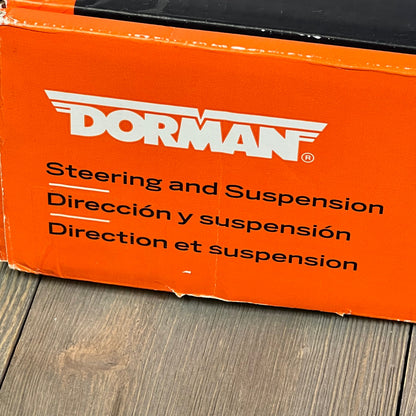 DORMAN®
Steering and Suspension
Dirección y suspensión
Direction et suspension